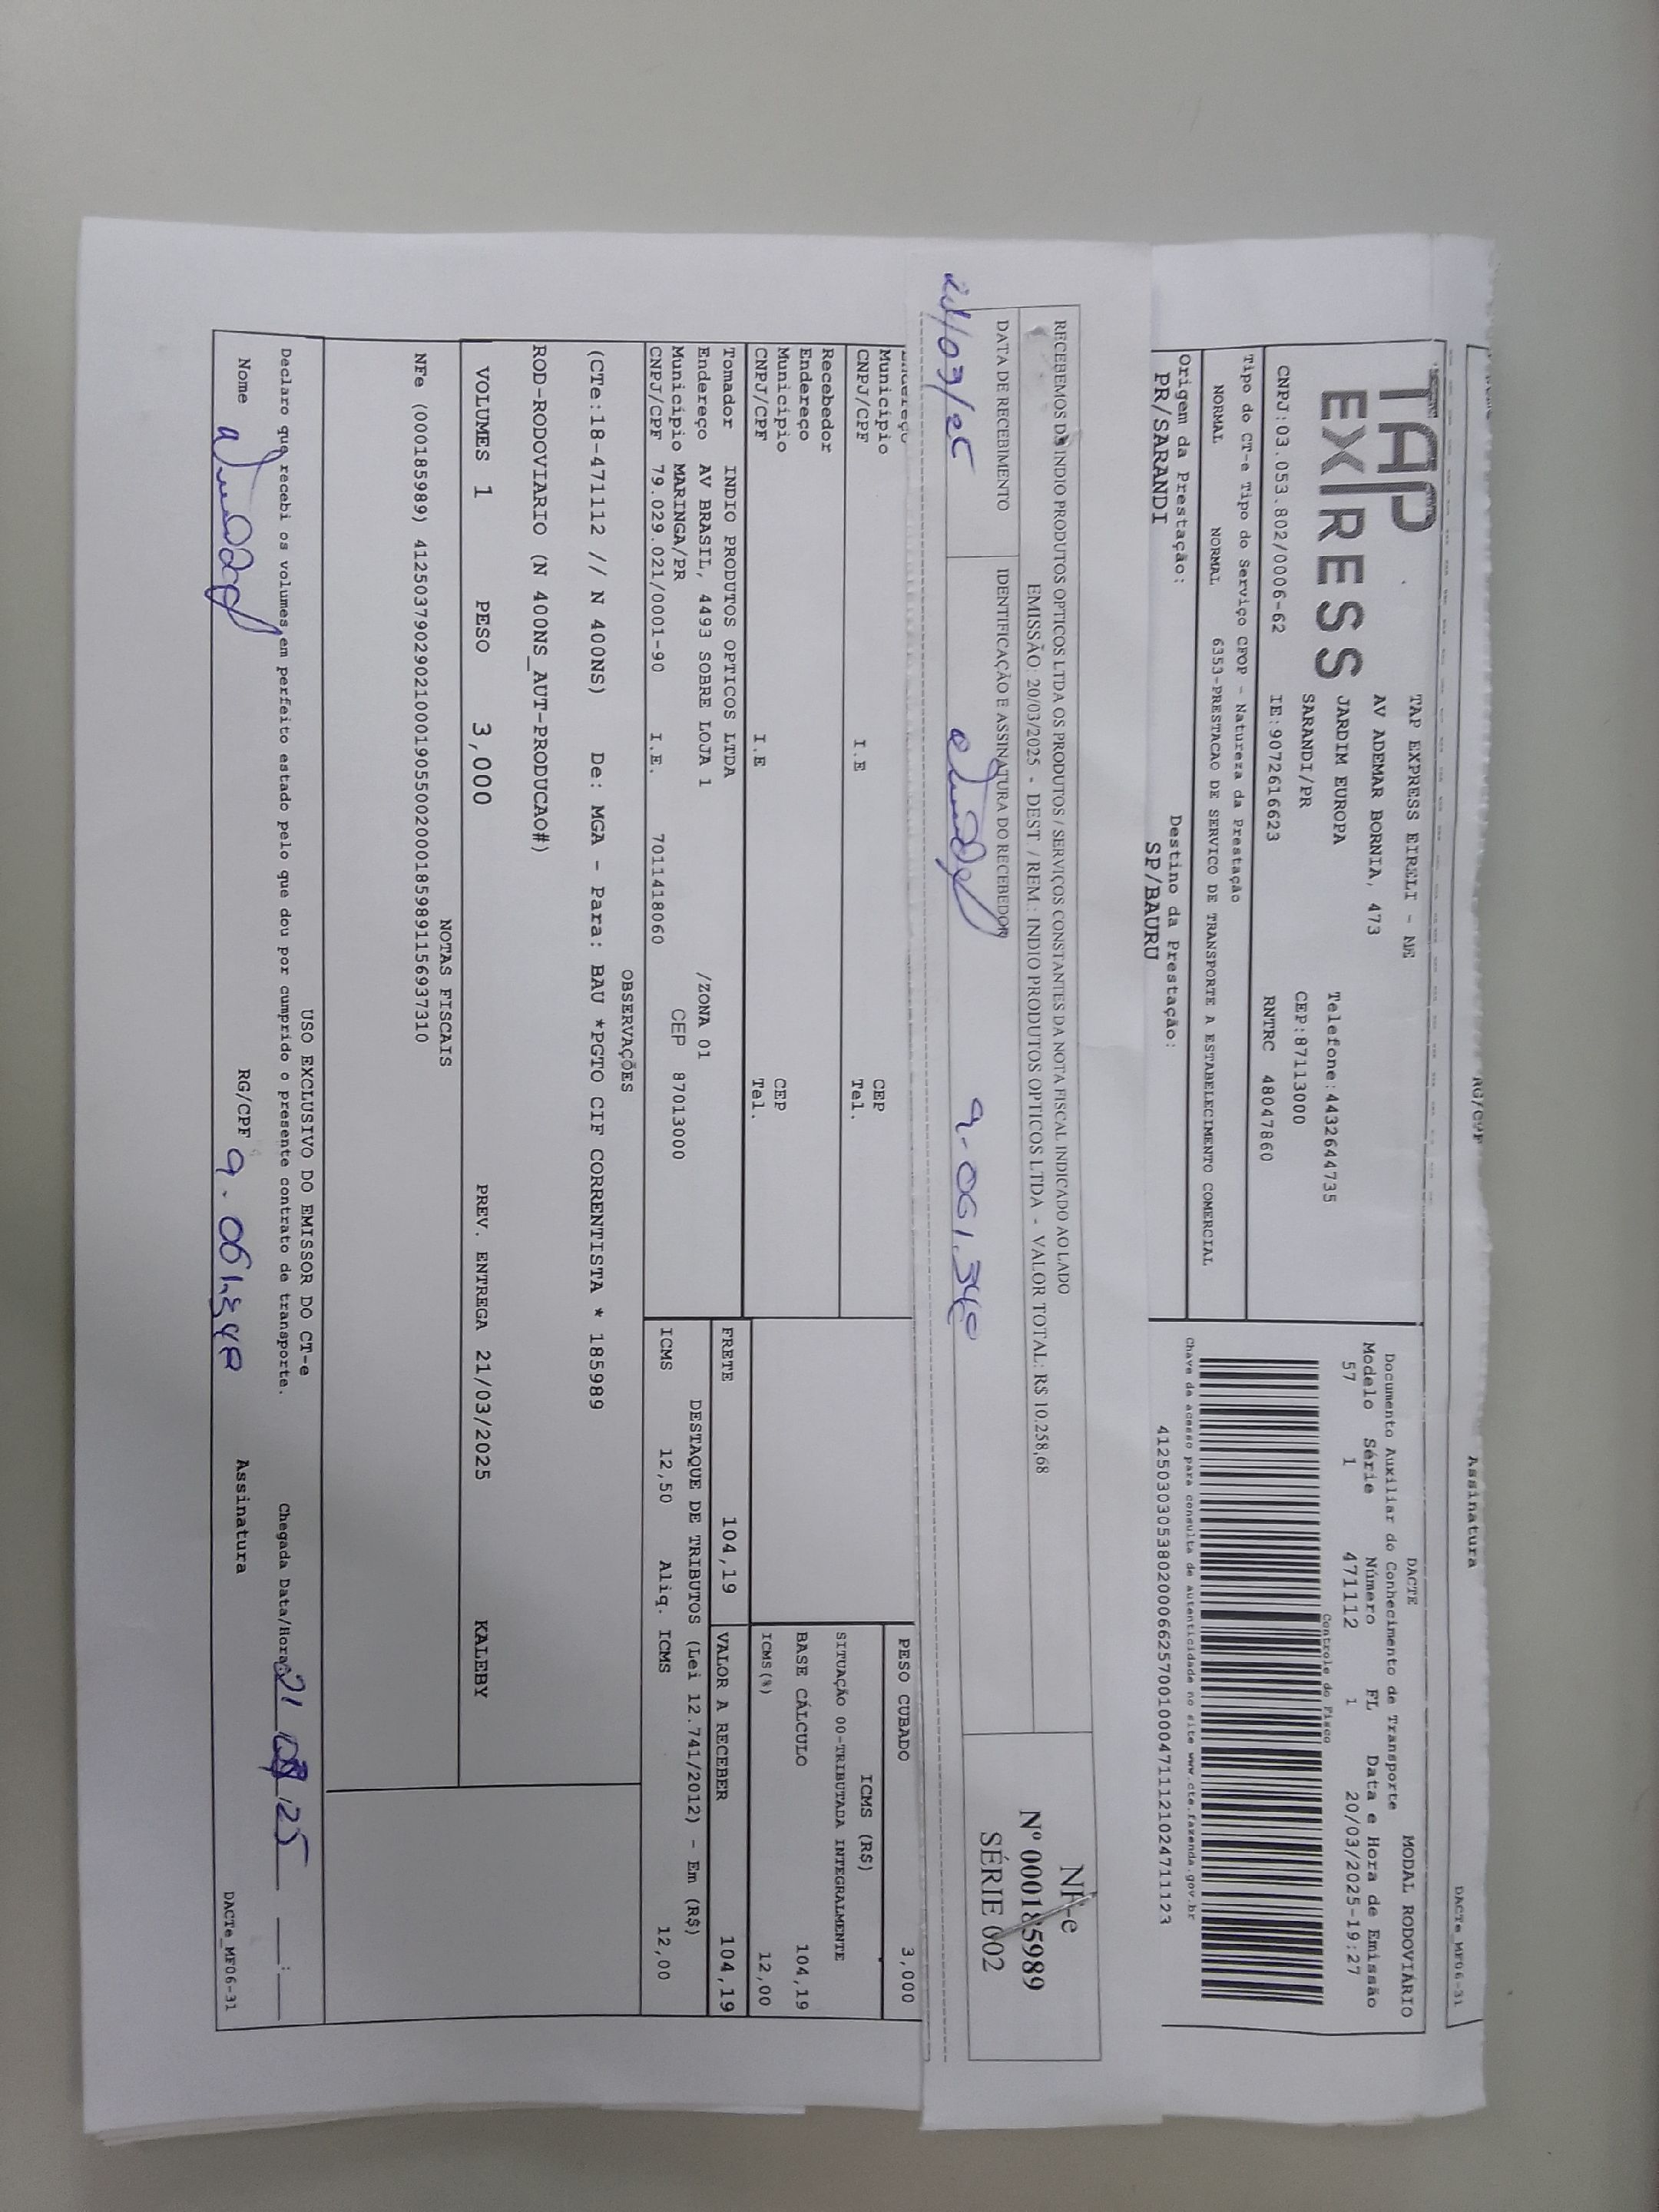 RG/CPF Assinatura DACTe_MF06-31
TAP EXPRESS
TAP EXPRESS EIRELI - NE
AV ADEMAR BORNIA, 473
JARDIM EUROPA Telefone:4432644735
SARANDI/PR CEP:87113000
CNPJ:03.053.802/0006-62 IE:9072616623 RNTRC 48047860
DACTE MODAL RODOVIÁRIO
Documento Auxiliar do Conhecimento de Transporte
Modelo Série Número FL Data e Hora de Emissão
57 1 471112 1 20/03/2025-19:27
Controle do Fisco
Tipo do CT-e Tipo do Serviço CFOP - Natureza da Prestação
NORMAL NORMAL 6353-PRESTACAO DE SERVICO DE TRANSPORTE A ESTABELECIMENTO COMERCIAL
Chave de acesso para consulta de autenticidade no site www.cte.fazenda.gov.br
Origem da Prestação: Destino da Prestação:
PR/SARANDI SP/BAURU
41250303053802000662570010004711121024711123
RECEBEMOS DE INDIO PRODUTOS OPTICOS LTDA OS PRODUTOS / SERVIÇOS CONSTANTES DA NOTA FISCAL INDICADO AO LADO
EMISSÃO: 20/03/2025 - DEST / REM.: INDIO PRODUTOS OPTICOS LTDA - VALOR TOTAL: R$ 10.258,68
DATA DE RECEBIMENTO IDENTIFICAÇÃO E ASSINATURA DO RECEBEDOR
NF-e
Nº 000185989
SÉRIE 002
Endereço
Município CEP
CNPJ/CPF I.E Tel.
Recebedor
Endereço
Município CEP
CNPJ/CPF I.E Tel.
PESO CUBADO 3,000
ICMS (R$)
SITUAÇÃO 00-TRIBUTADA INTEGRALMENTE
BASE CÁLCULO 104,19
ICMS(%) 12,00
Tomador INDIO PRODUTOS OPTICOS LTDA
Endereço AV BRASIL, 4493 SOBRE LOJA 1 /ZONA 01
Município MARINGA/PR CEP 87013000
CNPJ/CPF 79.029.021/0001-90 I.E. 7011418060
FRETE 104,19 VALOR A RECEBER 104,19
DESTAQUE DE TRIBUTOS (Lei 12.741/2012) - Em (R$)
ICMS 12,50 Aliq. ICMS 12,00
OBSERVAÇÕES
(CTe:18-471112 // N 400NS) De: MGA - Para: BAU *PGTO CIF CORRENTISTA * 185989
ROD-RODOVIARIO (N 400NS_AUT-PRODUCAO#)
VOLUMES 1 PESO 3,000 PREV. ENTREGA 21/03/2025 KALEBY
NOTAS FISCAIS
NFe (000185989) 41250379029021000190550020001859891156937310
USO EXCLUSIVO DO EMISSOR DO CT-e
Declaro que recebi os volumes em perfeito estado pelo que dou por cumprido o presente contrato de transporte. Chegada Data/Hora:
Nome RG/CPF Assinatura
DACTe_MF06-31